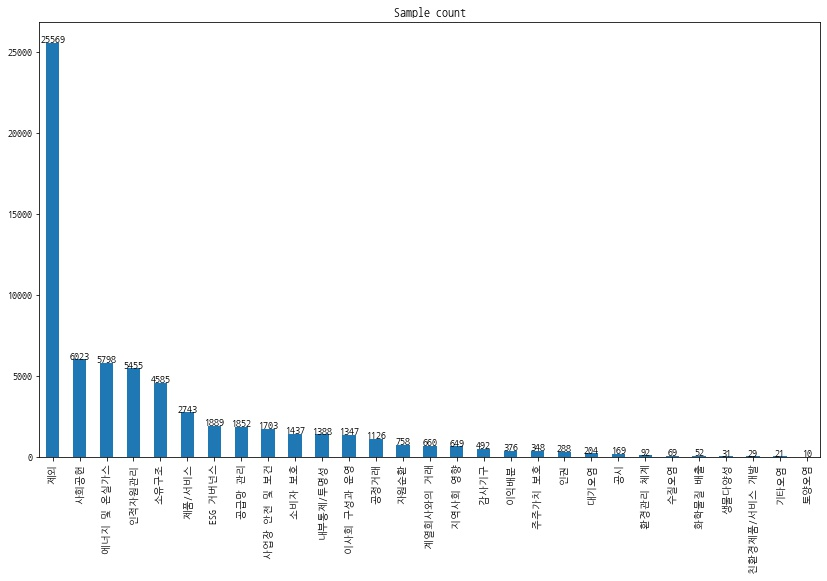 Sample count
25569
25000
20000
15000
10000
5000
0
6023
5798
5455
4585
2743
1889
1852
1703
1437
1388
1347
1126
758
660
649
492
376
348
288
204
169
92
69
52
31
29
21
10
제외
사회공헌
에너지 및 온실가스
인적자원관리
소유구조
제품/서비스
ESG 거버넌스
공급망 관리
사업장 안전 및 보건
소비자 보호
내부통제/투명성
이사회 구성과 운영
공정거래
자원순환
계열회사와의 거래
지역사회 영향
감사기구
이익배분
주주가치 보호
인권
대기오염
공시
환경관리 체계
수질오염
화학물질 배출
생물다양성
친환경제품/서비스 개발
기타오염
토양오염